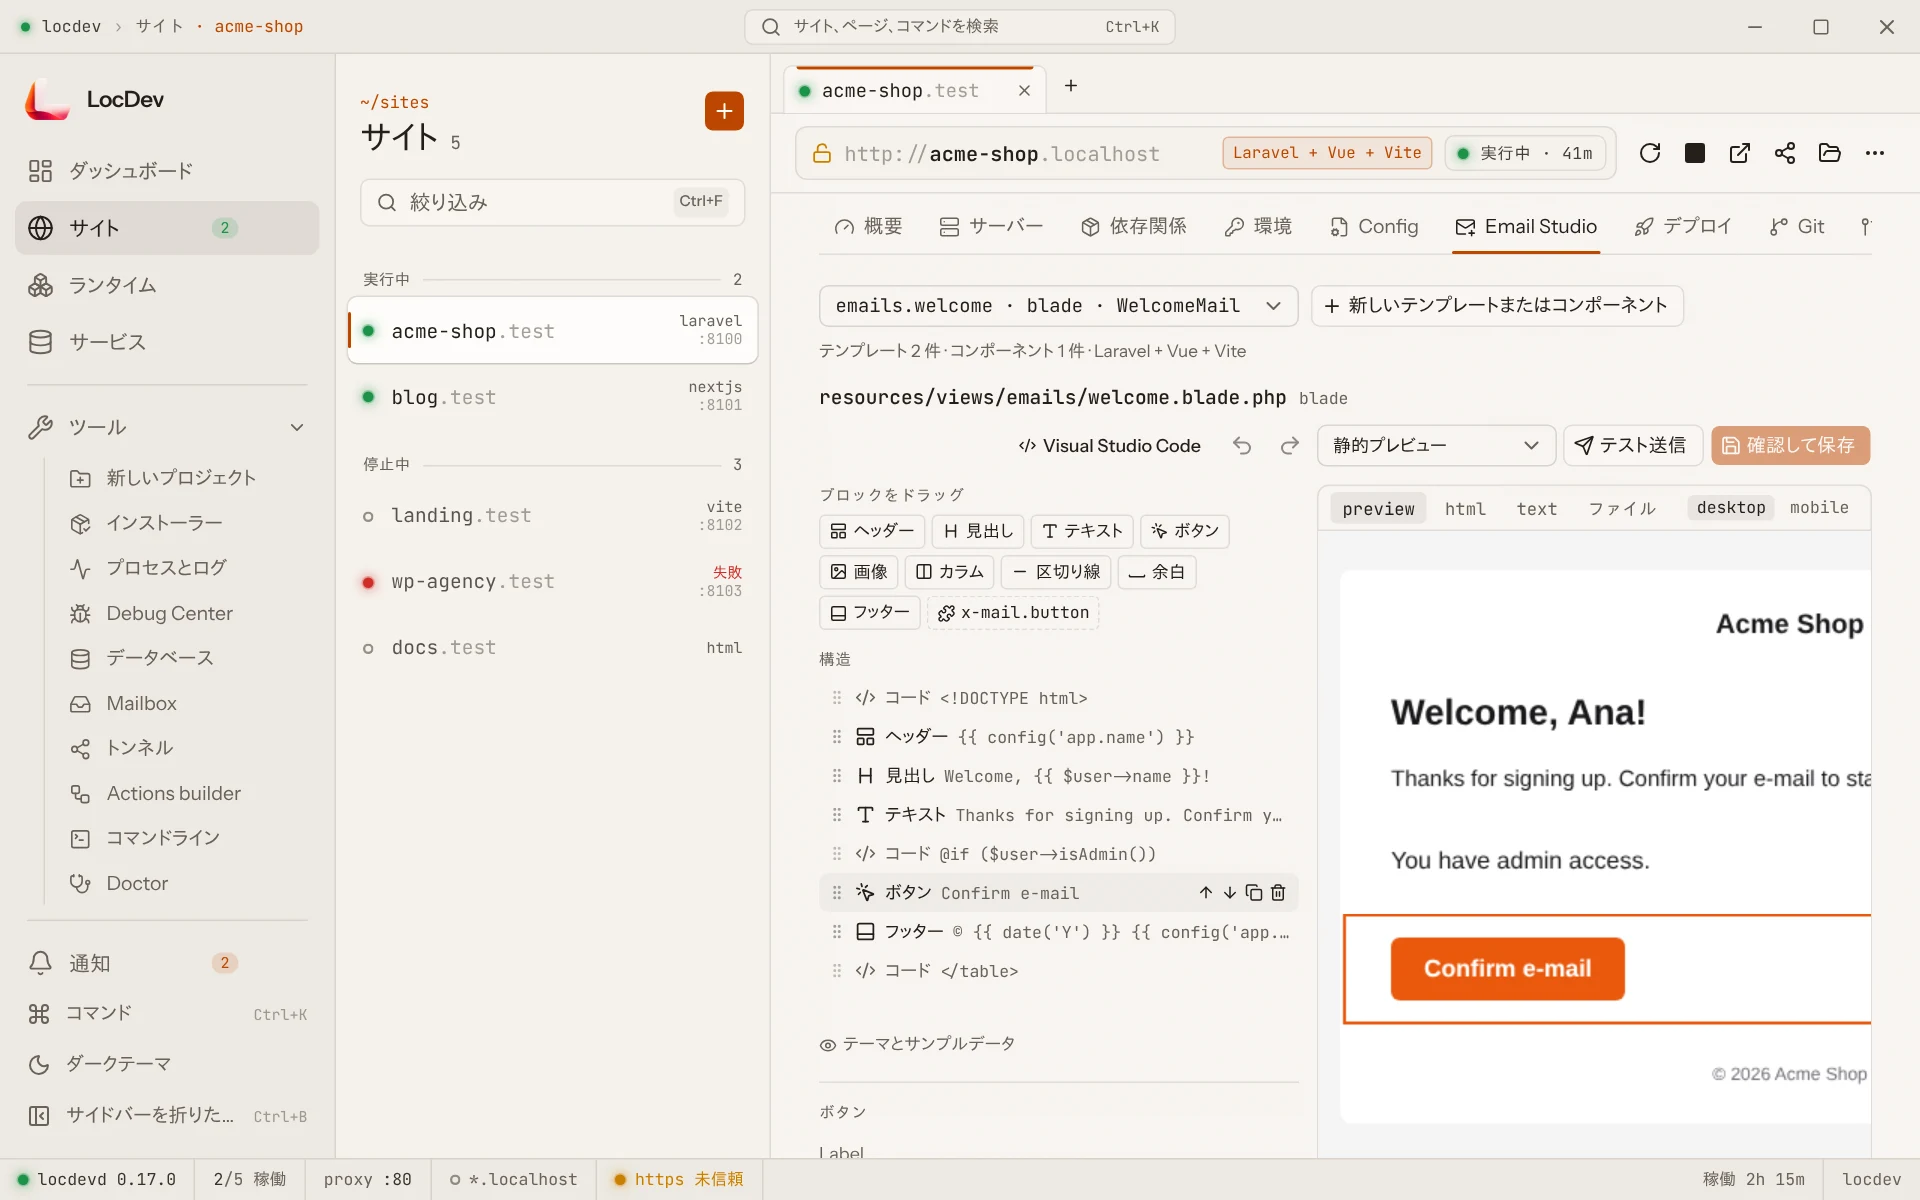 locdev › サイト · acme-shop
サイト、ページ、コマンドを検索 Ctrl+K
LocDev
ダッシュボード
サイト 2
ランタイム
サービス
ツール
新しいプロジェクト
インストーラー
プロセスとログ
Debug Center
データベース
Mailbox
トンネル
Actions builder
コマンドライン
Doctor
通知 2
コマンド Ctrl+K
ダークテーマ
サイドバーを折りた… Ctrl+B
~/sites
サイト 5
絞り込み Ctrl+F
実行中 2
acme-shop.test laravel :8100
blog.test nextjs :8101
停止中 3
landing.test vite :8102
wp-agency.test 失敗 :8103
docs.test html
acme-shop.test
http://acme-shop.localhost Laravel + Vue + Vite 実行中 · 41m
概要 サーバー 依存関係 環境 Config Email Studio デプロイ Git
emails.welcome · blade · WelcomeMail 新しいテンプレートまたはコンポーネント
テンプレート 2 件 · コンポーネント 1 件 · Laravel + Vue + Vite
resources/views/emails/welcome.blade.php blade
Visual Studio Code 静的プレビュー テスト送信 確認して保存
ブロックをドラッグ
ヘッダー 見出し テキスト ボタン
画像 カラム 区切り線 余白
フッター x-mail.button
構造
コード <!DOCTYPE html>
ヘッダー {{ config('app.name') }}
見出し Welcome, {{ $user->name }}!
テキスト Thanks for signing up. Confirm y…
コード @if ($user->isAdmin())
ボタン Confirm e-mail
フッター © {{ date('Y') }} {{ config('app.…
コード </table>
テーマとサンプルデータ
ボタン
Label
preview html text ファイル desktop mobile
Acme Shop
Welcome, Ana!
Thanks for signing up. Confirm your e-mail to sta
You have admin access.
Confirm e-mail
© 2026 Acme Shop
locdevd 0.17.0 2/5 稼働 proxy :80 *.localhost https 未信頼 稼働 2h 15m locdev